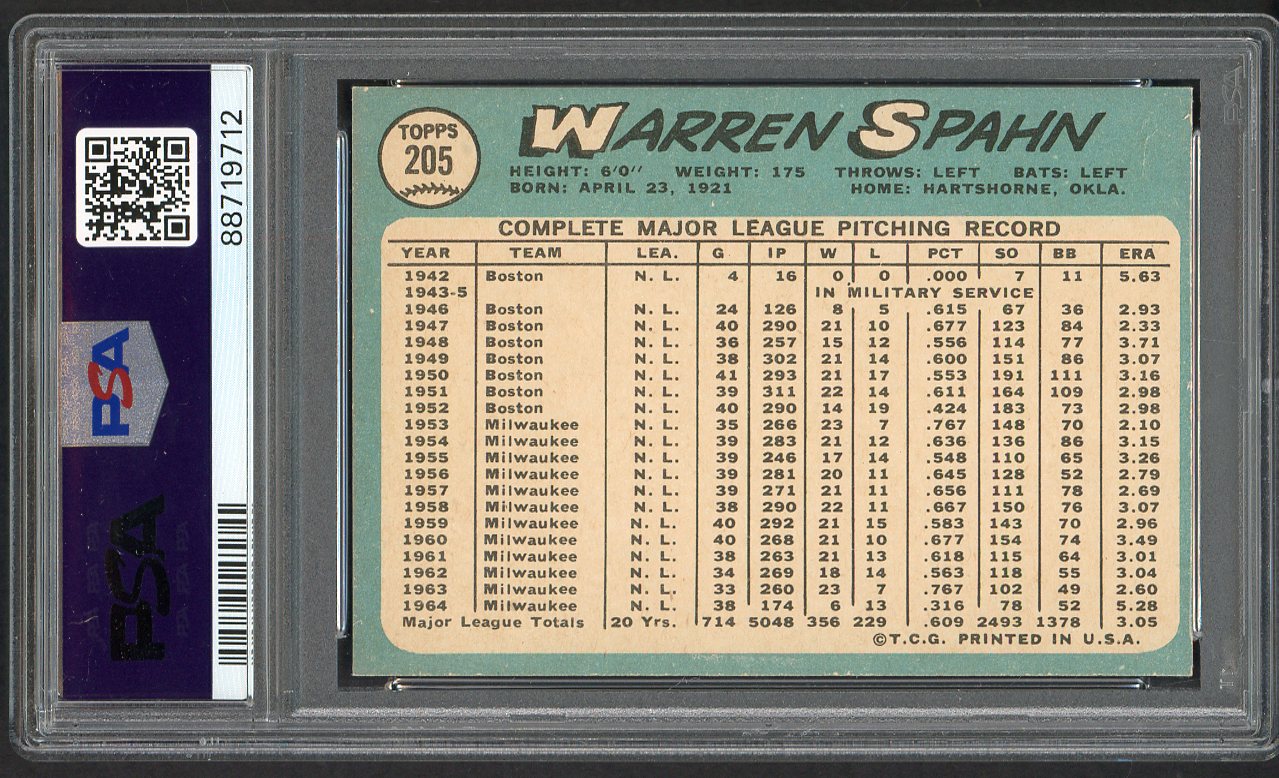 TOPPS
205
WARREN SPAHN
HEIGHT: 6'0" WEIGHT: 175 THROWS: LEFT BATS: LEFT
BORN: APRIL 23, 1921 HOME: HARTSHORNE, OKLA.
COMPLETE MAJOR LEAGUE PITCHING RECORD
YEAR TEAM LEA. G IP W L PCT SO BB ERA
1942 Boston N. L. 4 16 0 0 .000 7 11 5.63
1943-5 IN MILITARY SERVICE
1946 Boston N. L. 24 126 8 5 .615 67 36 2.93
1947 Boston N. L. 40 290 21 10 .677 123 84 2.33
1948 Boston N. L. 36 257 15 12 .556 114 77 3.71
1949 Boston N. L. 38 302 21 14 .600 151 86 3.07
1950 Boston N. L. 41 293 21 17 .553 191 111 3.16
1951 Boston N. L. 39 311 22 14 .611 164 109 2.98
1952 Boston N. L. 40 290 14 19 .424 183 73 2.98
1953 Milwaukee N. L. 35 266 23 7 .767 148 70 2.10
1954 Milwaukee N. L. 39 283 21 12 .636 136 86 3.15
1955 Milwaukee N. L. 39 246 17 14 .548 110 65 3.26
1956 Milwaukee N. L. 39 281 20 11 .645 128 52 2.79
1957 Milwaukee N. L. 39 271 21 11 .656 111 78 2.69
1958 Milwaukee N. L. 38 290 22 11 .667 150 76 3.07
1959 Milwaukee N. L. 40 292 21 15 .583 143 70 2.96
1960 Milwaukee N. L. 40 268 21 10 .677 154 74 3.49
1961 Milwaukee N. L. 38 263 21 13 .618 115 64 3.01
1962 Milwaukee N. L. 34 269 18 14 .563 118 55 3.04
1963 Milwaukee N. L. 33 260 23 7 .767 102 49 2.60
1964 Milwaukee N. L. 38 174 6 13 .316 78 52 5.28
Major League Totals 20 Yrs. 714 5048 356 229 .609 2493 1378 3.05
©T.C.G. PRINTED IN U.S.A.
88719712
PSA
PSA
PSA